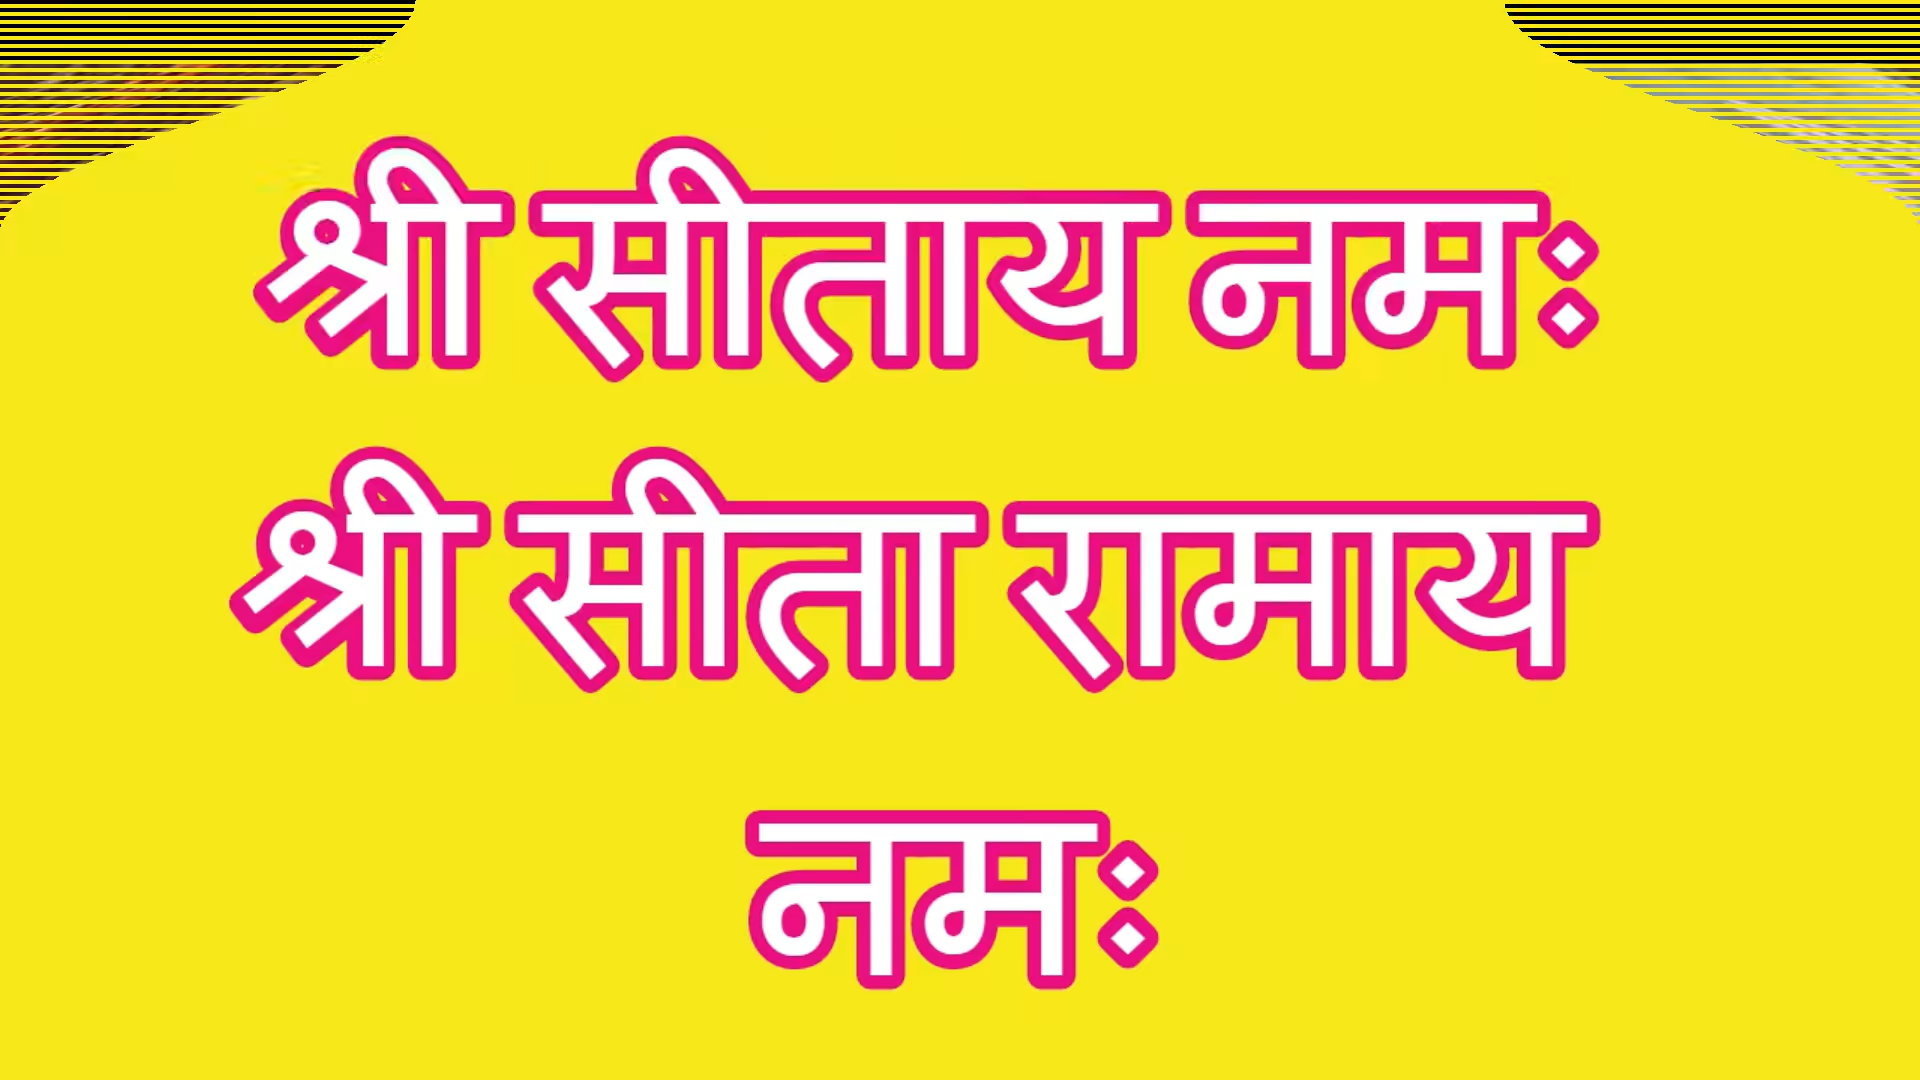 श्री सीताय नमः
श्री सीता रामाय
नमः